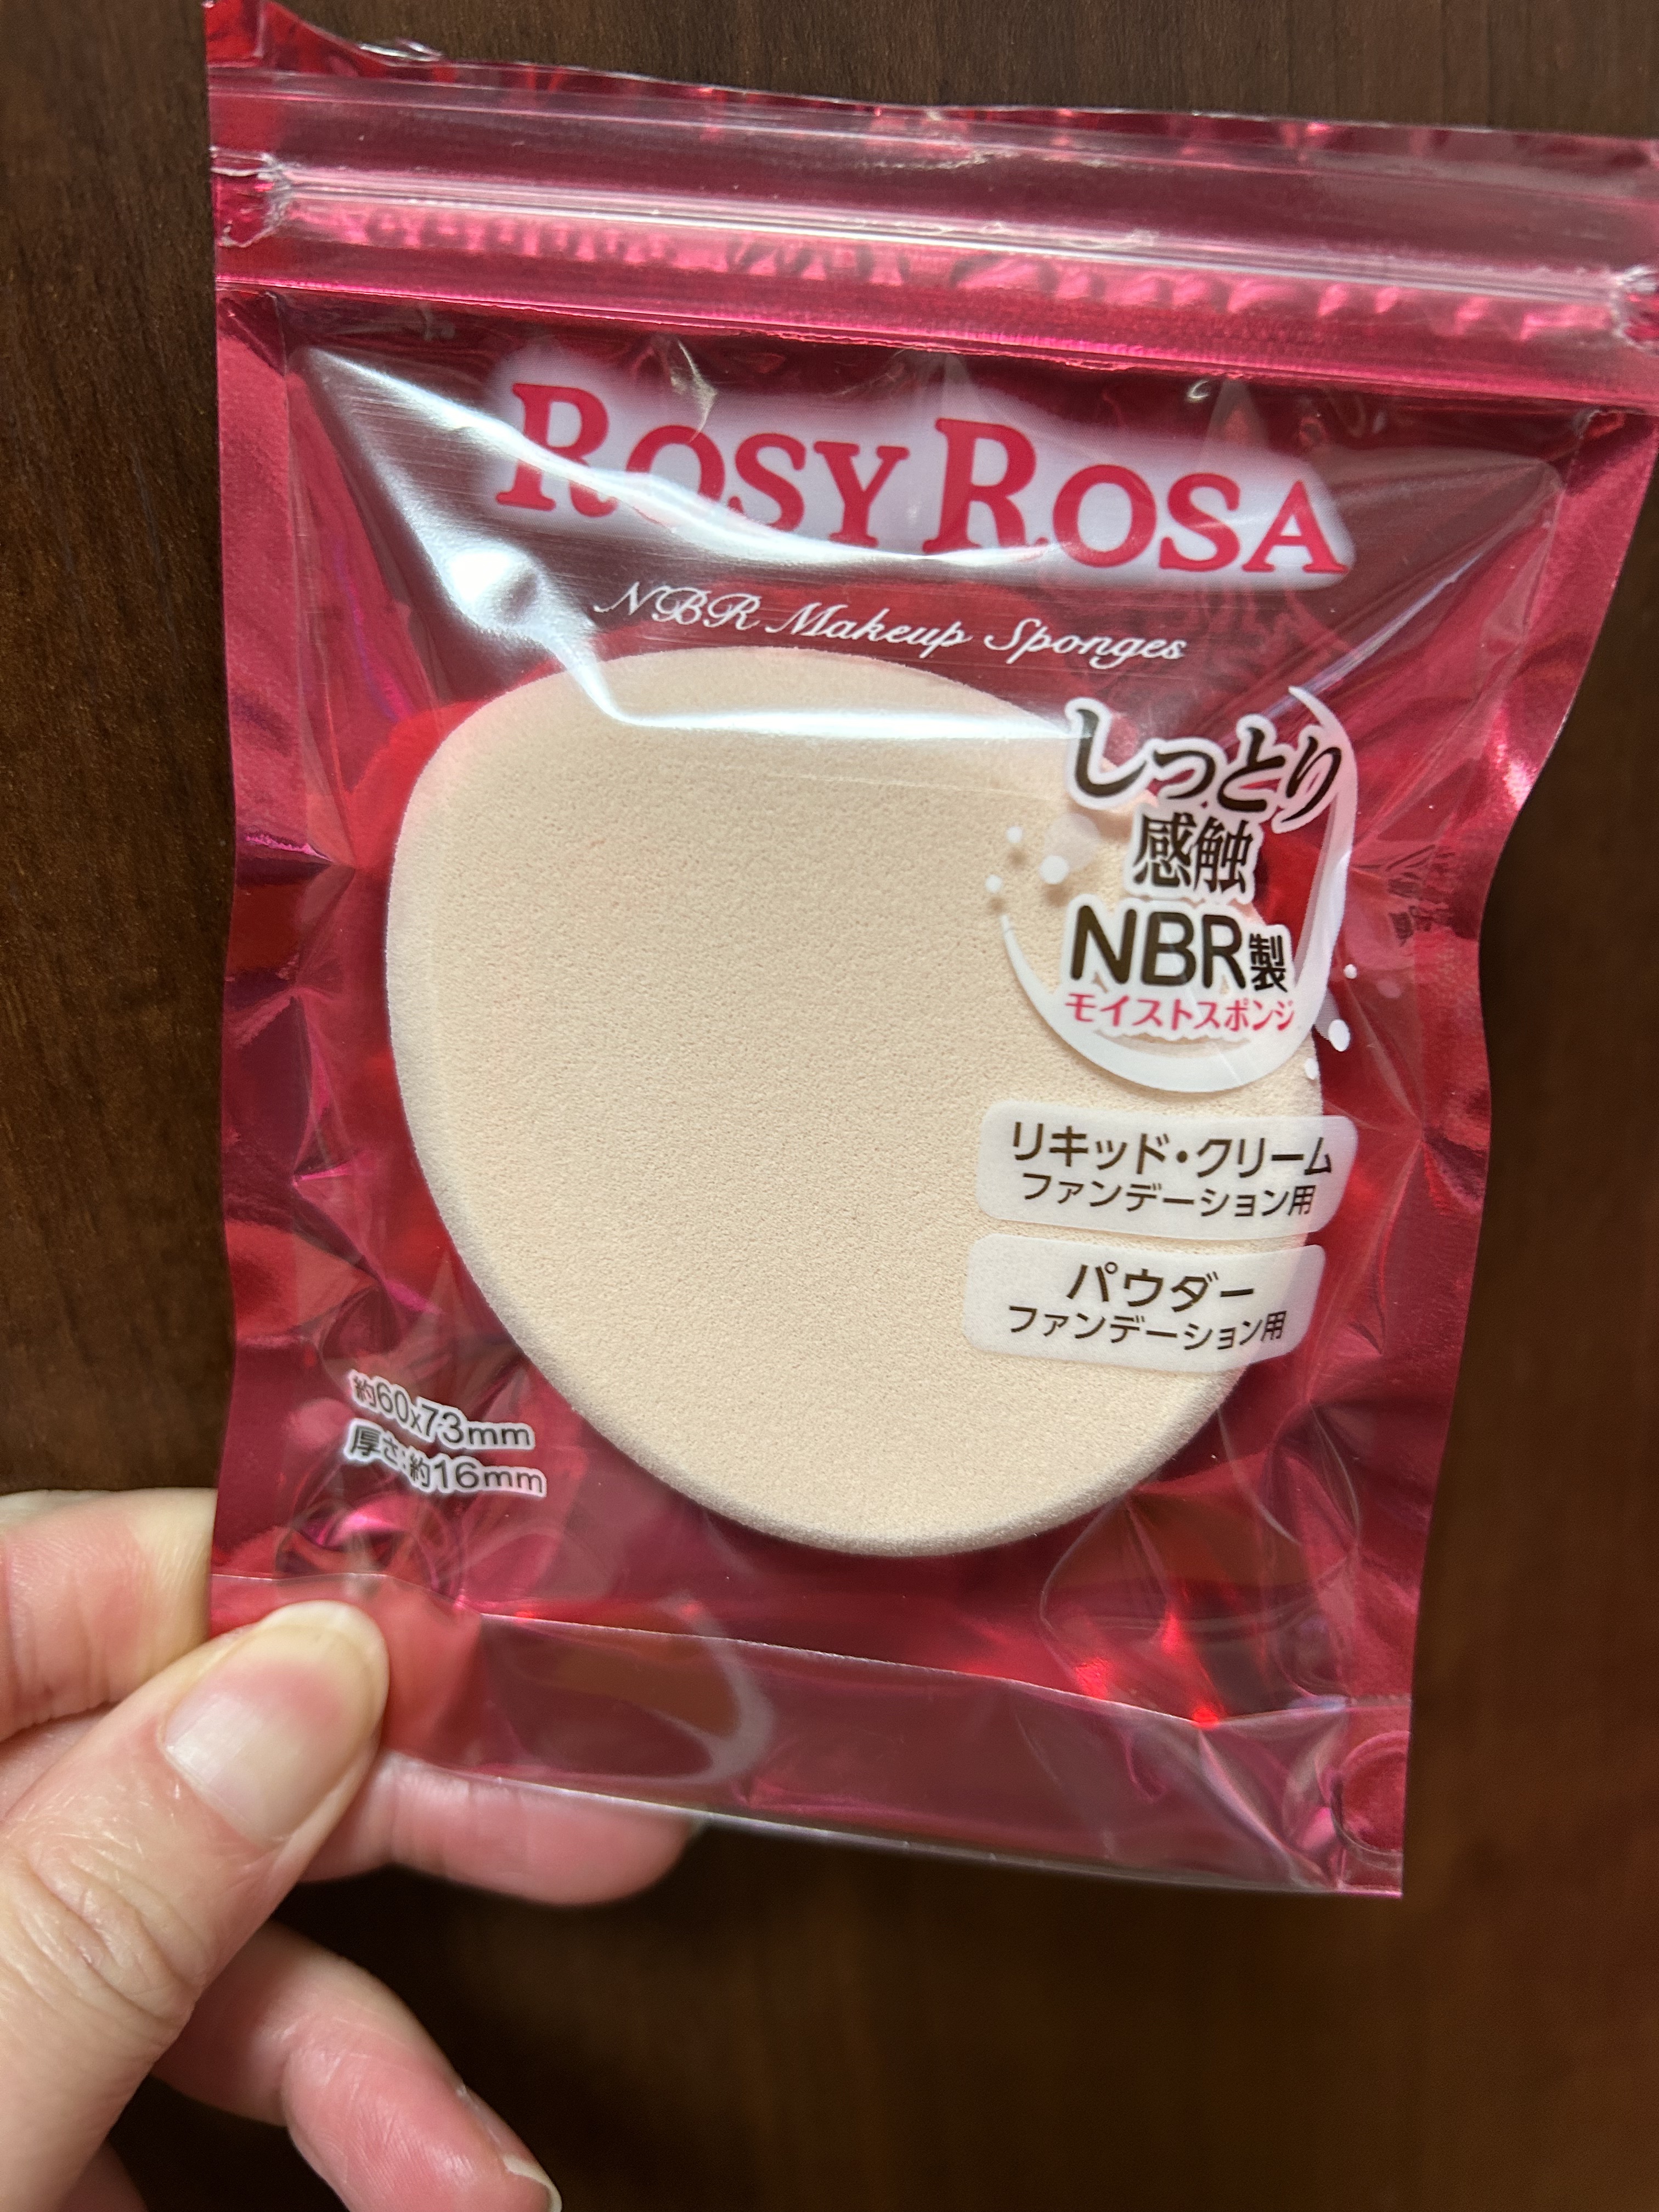 ROSY ROSA
NBR Makeup Sponges
しっとり
感触
NBR製
モイストスポンジ
リキッド・クリーム
ファンデーション用
パウダー
ファンデーション用
約60x73mm
厚さ:約16mm